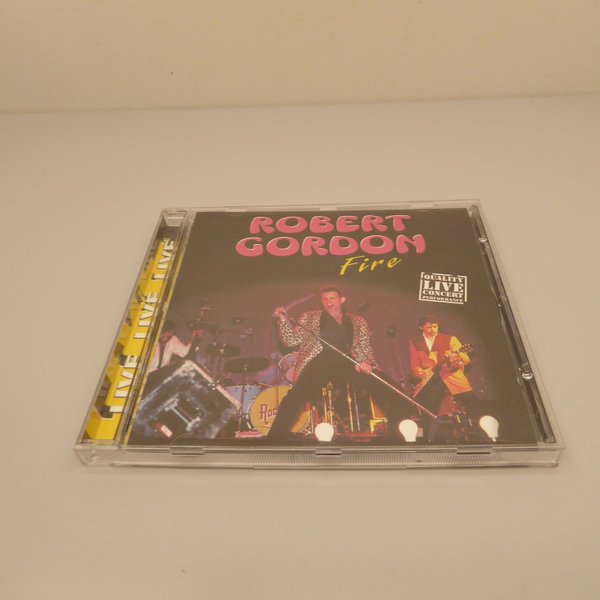 ROBERT
GORDON
Fire
QUALITY
LIVE
CONCERT
PERFORMANCE
LIVE LIVE LIVE